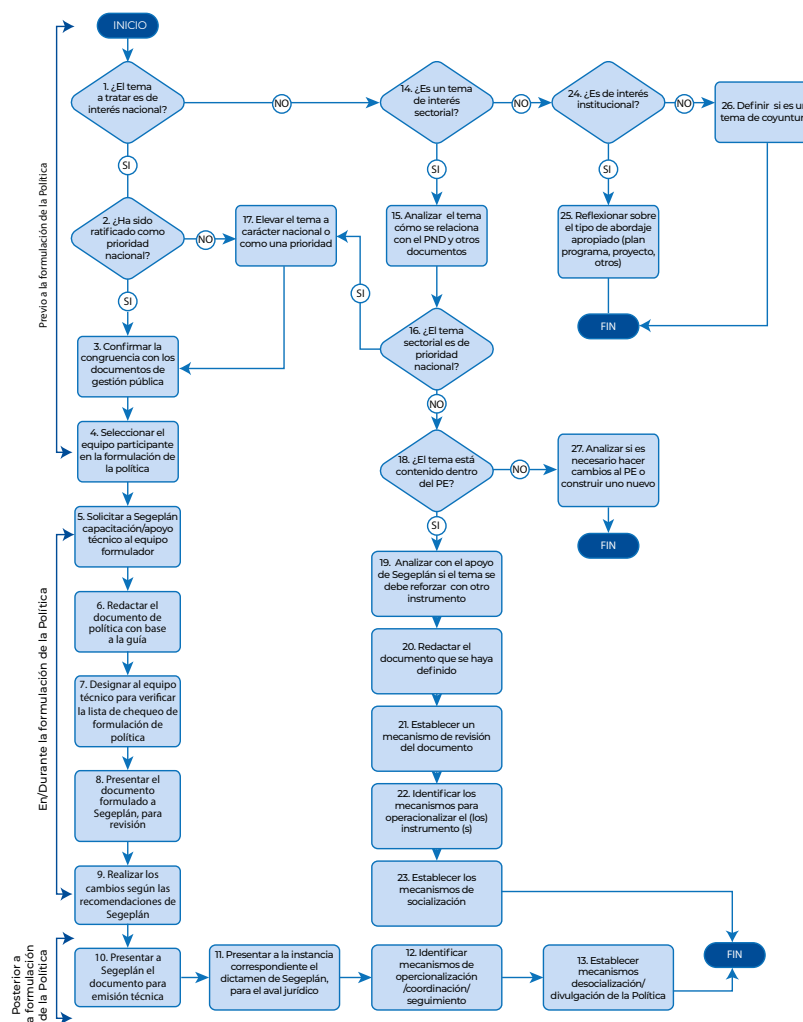 INICIO
1. ¿El tema
a tratar es de
interés nacional?
NO
14. ¿Es un tema
de interés
sectorial?
NO
24. ¿Es de interés
institucional?
NO
26. Definir si es un
tema de coyuntur
SI
SI
SI
2. ¿Ha sido
ratificado como
prioridad
nacional?
NO
17. Elevar el tema a
carácter nacional o
como una prioridad
15. Analizar el tema
cómo se relaciona
con el PND y otros
documentos
25. Reflexionar sobre
el tipo de abordaje
apropiado (plan
programa, proyecto,
otros)
SI
SI
FIN
3. Confirmar la
congruencia con los
documentos de
gestión pública
16. ¿El tema
sectorial es de
prioridad
nacional?
NO
4. Seleccionar el
equipo participante
en la formulación de
la política
Previo a la formulación de la Política
18. ¿El tema está
contenido dentro
del PE?
NO
27. Analizar si es
necesario hacer
cambios al PE o
construir uno nuevo
SI
FIN
5. Solicitar a Segeplán
capacitación/apoyo
técnico al equipo
formulador
19. Analizar con el apoyo
de Segeplán si el tema se
debe reforzar con otro
instrumento
6. Redactar el
documento de
política con base
a la guía
20. Redactar el
documento que se haya
definido
7. Designar al equipo
técnico para verificar
la lista de chequeo de
formulación de
política
21. Establecer un
mecanismo de revisión
del documento
8. Presentar el
documento
formulado a
Segeplán, para
revisión
22. Identificar los
mecanismos para
operacionalizar el (los)
instrumento (s)
9. Realizar los
cambios según las
recomendaciones de
Segeplán
23. Establecer los
mecanismos de
socialización
En/Durante la formulación de la Política
10. Presentar a
Segeplán el
documento para
emisión técnica
11. Presentar a la instancia
correspondiente el
dictamen de Segeplán,
para el aval jurídico
12. Identificar
mecanismos de
opercionalización
/coordinación/
seguimiento/
13. Establecer
mecanismos
desocialización/
divulgación de la Política
FIN
Posterior a
a formulación
de la Política